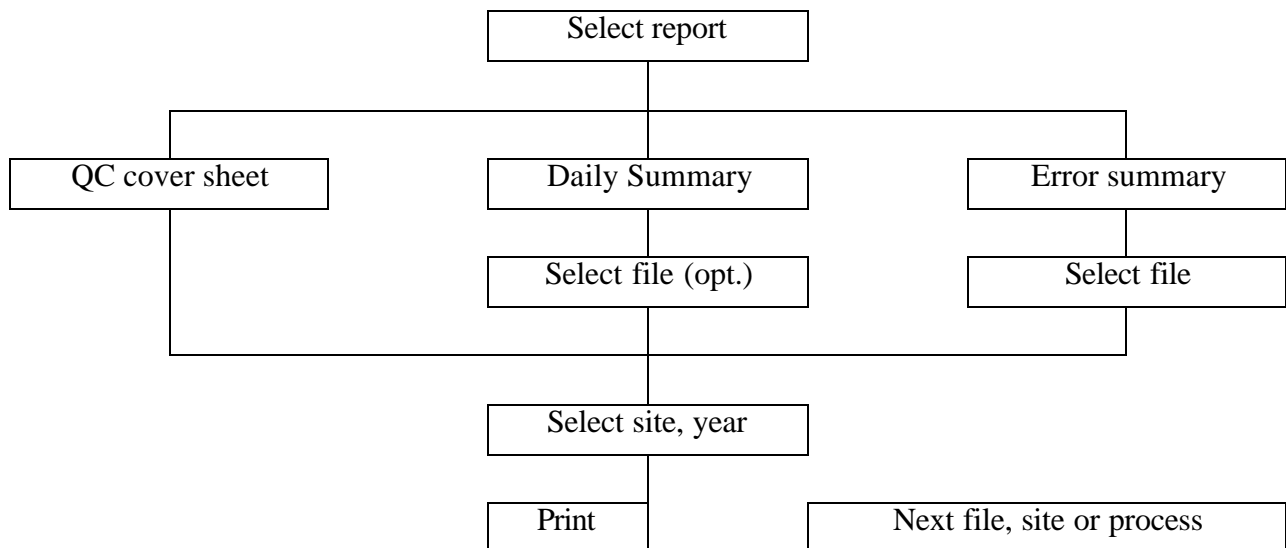 Select report
QC cover sheet
Daily Summary
Error summary
Select file (opt.)
Select file
Select site, year
Print
Next file, site or process